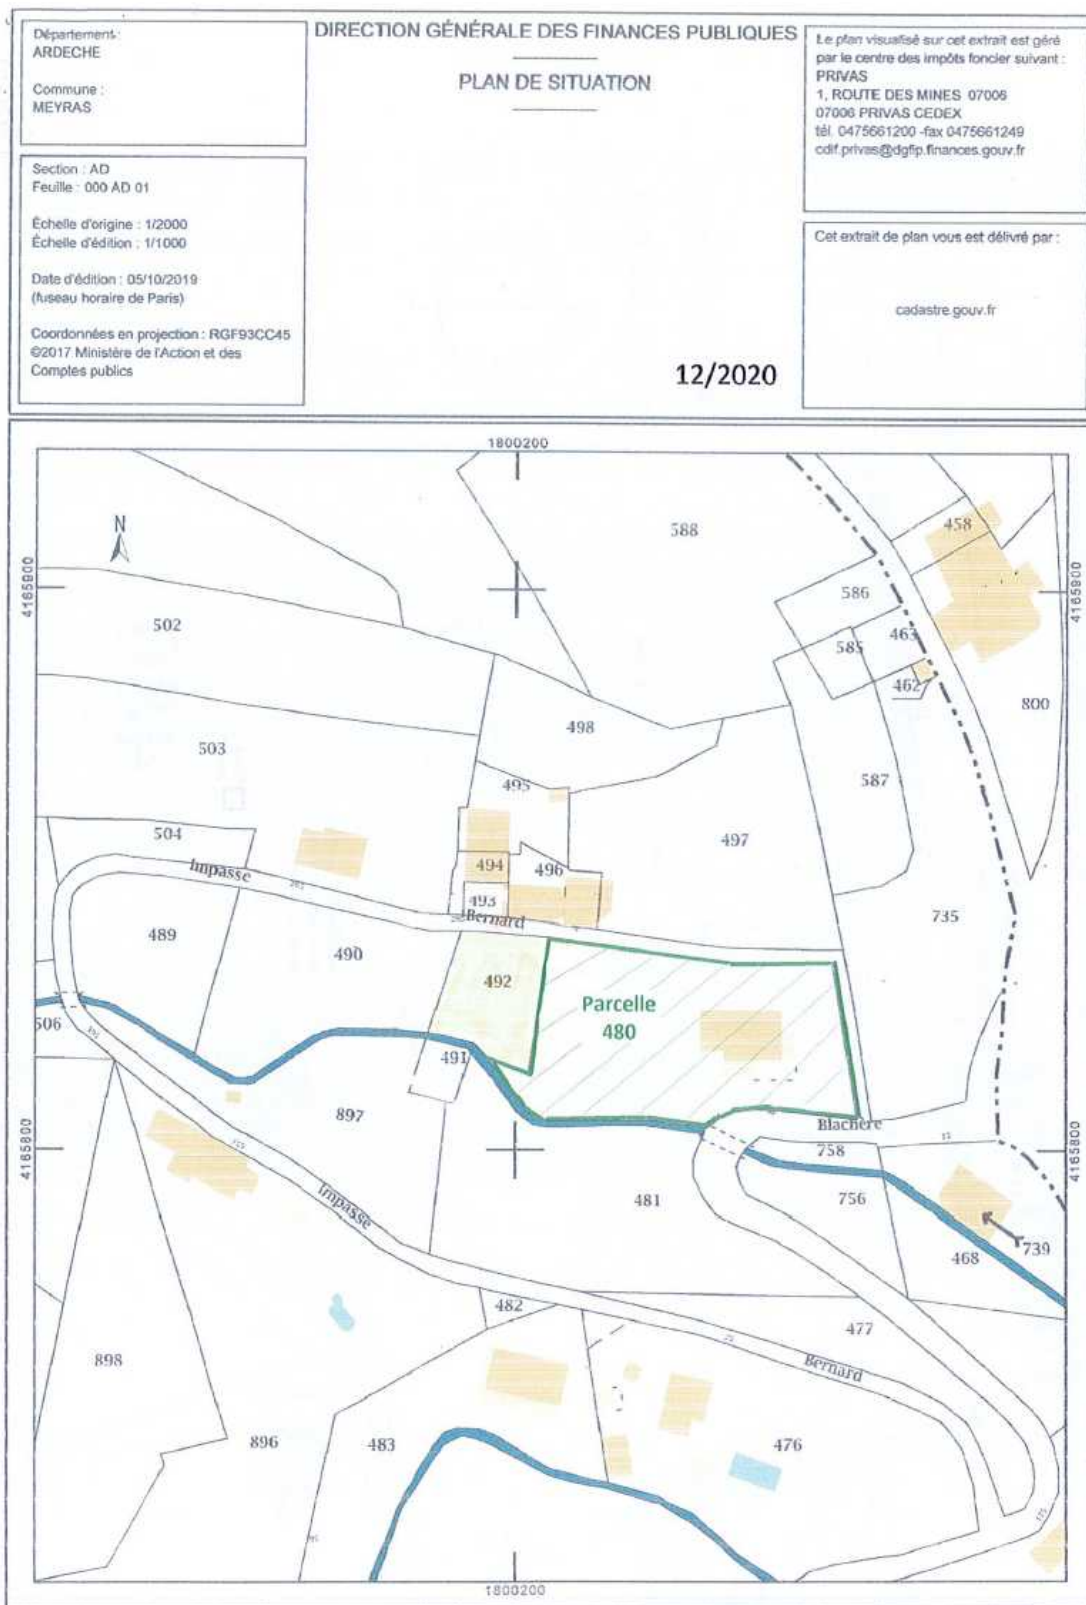 Département :
ARDECHE
Commune :
MEYRAS
Section : AD
Feuille : 000 AD 01
Échelle d'origine : 1/2000
Échelle d'édition : 1/1000
Date d'édition : 05/10/2019
(fuseau horaire de Paris)
Coordonnées en projection : RGF93CC45
©2017 Ministère de l'Action et des
Comptes publics
DIRECTION GÉNÉRALE DES FINANCES PUBLIQUES
PLAN DE SITUATION
12/2020
Le plan visualisé sur cet extrait est géré
par le centre des impôts foncier suivant :
PRIVAS
1, ROUTE DES MINES 07006
07006 PRIVAS CEDEX
tél. 0475661200 -fax 0475661249
cdif.privas@dgfip.finances.gouv.fr
Cet extrait de plan vous est délivré par :
cadastre.gouv.fr
1800200
N
4165900
4165900
588
458
586
502
463
585
462
800
498
503
587
495
504
497
494
496
Impasse
493
Bernard
735
489
490
492
Parcelle
480
506
491
897
Blachère
758
4165800
4165800
Impasse
481
756
739
468
482
477
898
Bernard
896
483
476
1800200